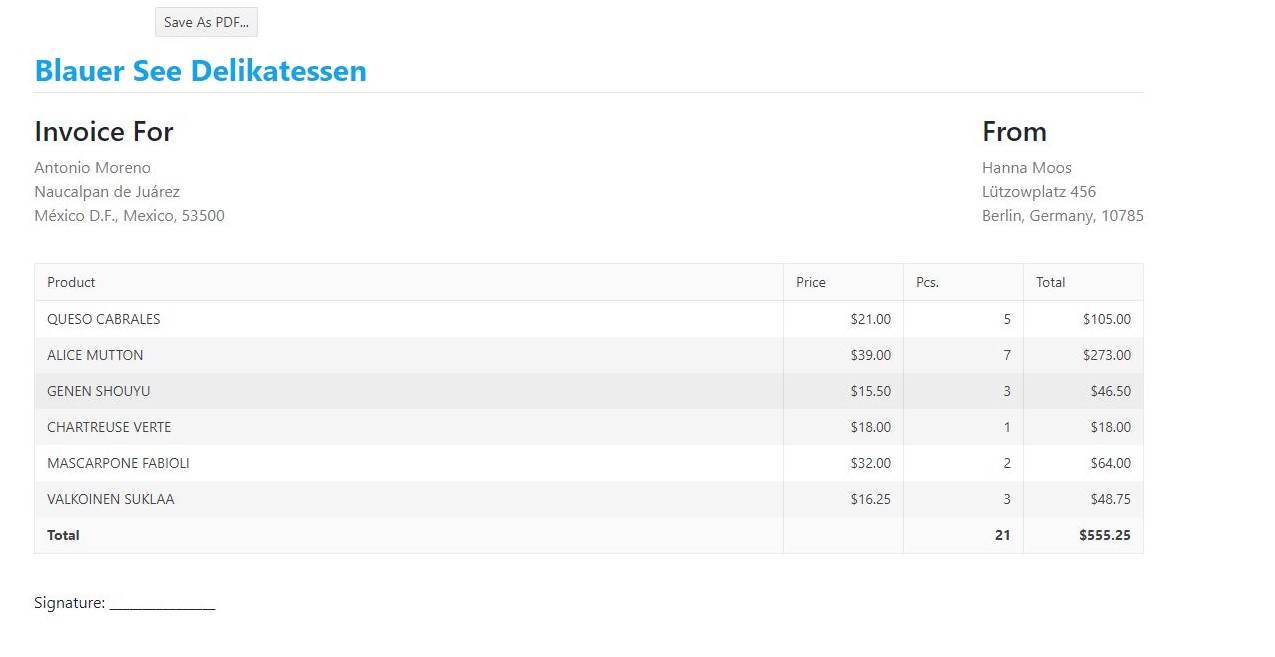 Save As PDF...
Blauer See Delikatessen
Invoice For
Antonio Moreno
Naucalpan de Juárez
México D.F., Mexico, 53500
From
Hanna Moos
Lützowplatz 456
Berlin, Germany, 10785
Product Price Pcs. Total
QUESO CABRALES $21.00 5 $105.00
ALICE MUTTON $39.00 7 $273.00
GENEN SHOUYU $15.50 3 $46.50
CHARTREUSE VERTE $18.00 1 $18.00
MASCARPONE FABIOLI $32.00 2 $64.00
VALKOINEN SUKLAA $16.25 3 $48.75
Total 21 $555.25
Signature: ________________